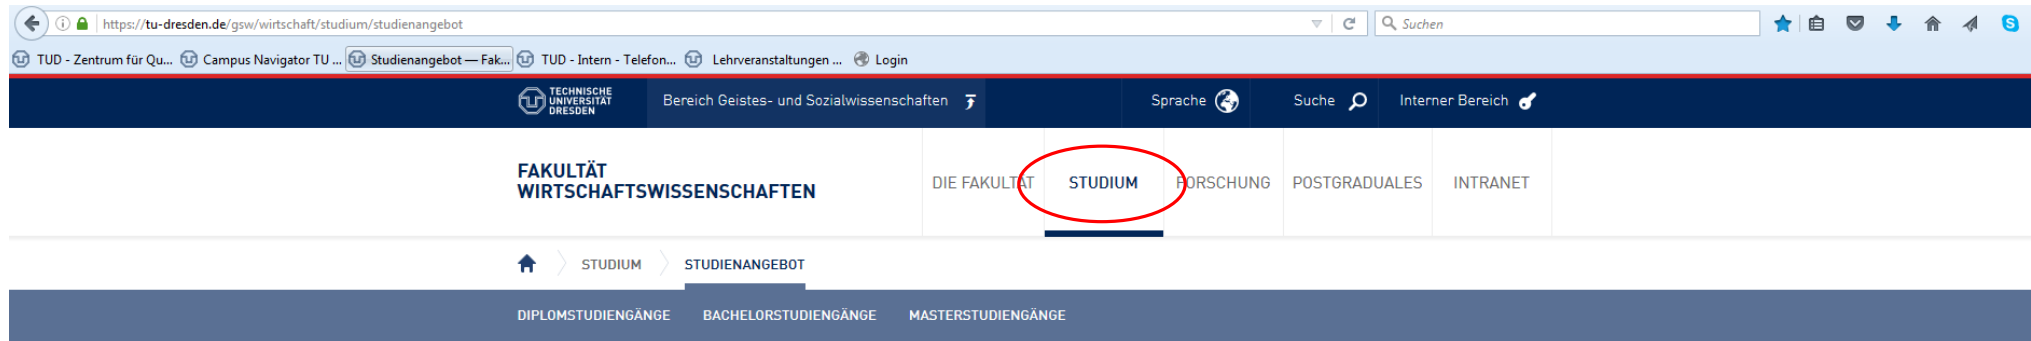 https://tu-dresden.de/gsw/wirtschaft/studium/studienangebot Suchen
TUD - Zentrum für Qu... Campus Navigator TU ... Studienangebot — Fak... TUD - Intern - Telefon... Lehrveranstaltungen ... Login
TECHNISCHE
UNIVERSITÄT
DRESDEN
Bereich Geistes- und Sozialwissenschaften Sprache Suche Interner Bereich
FAKULTÄT
WIRTSCHAFTSWISSENSCHAFTEN
DIE FAKULTÄT STUDIUM FORSCHUNG POSTGRADUALES INTRANET
STUDIUM STUDIENANGEBOT
DIPLOMSTUDIENGÄNGE BACHELORSTUDIENGÄNGE MASTERSTUDIENGÄNGE